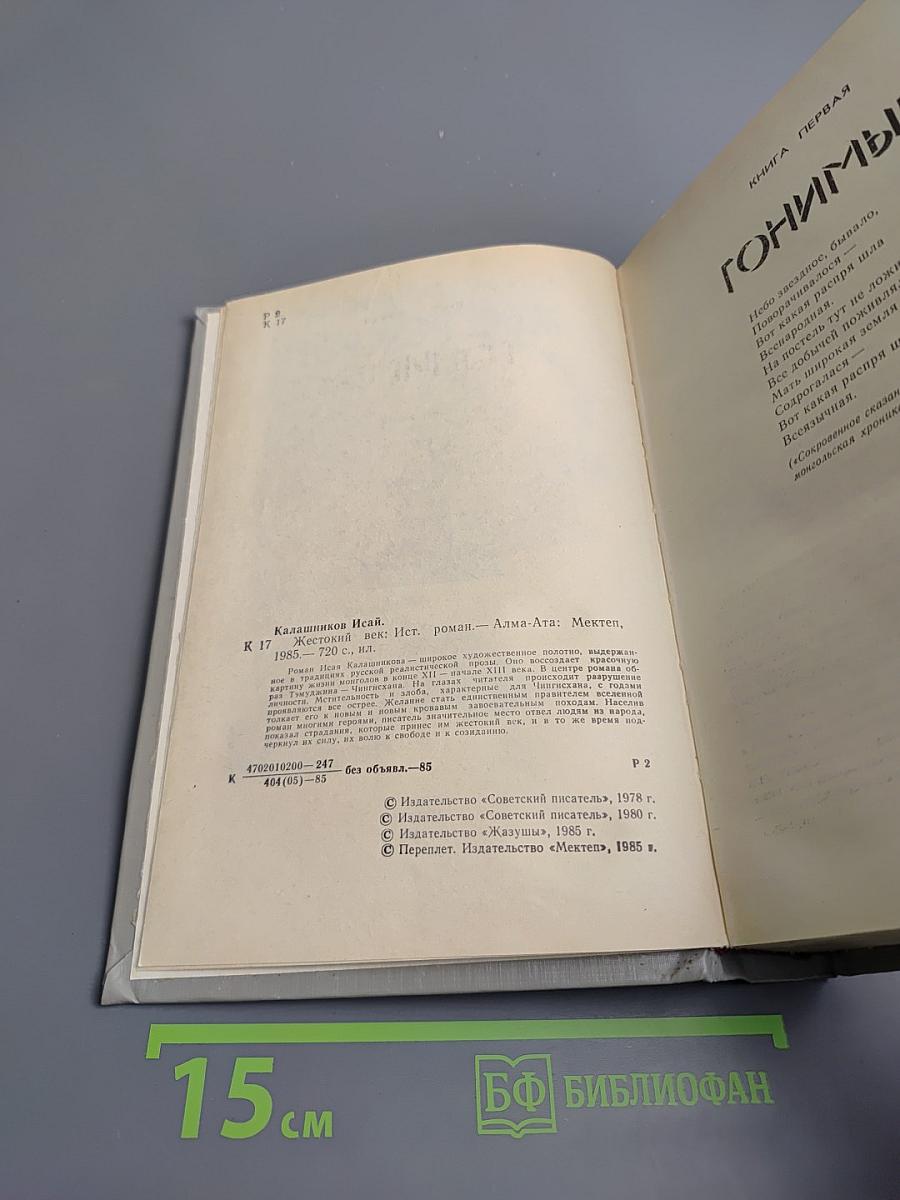 Р 2
К 17
Калашников Исай.
К 17 Жестокий век: Ист. роман.— Алма-Ата: Мектеп,
1985.— 720 с., ил.
Роман Исая Калашникова — широкое художественное полотно, выдержан-
ное в традициях русской реалистической прозы. Оно воссоздает красочную
картину жизни монголов в конце XII — начале XIII века. В центре романа об-
раз Тэмуджина — Чингисхана. На глазах читателя происходит разрушение
личности. Мстительность и злоба, характерные для Чингисхана, с годами
проявляются все острее. Желание стать единственным правителем вселенной
толкает его к новым и новым кровавым завоевательным походам. Населив
роман многими героями, писатель значительное место отвел людям из народа,
показал страдания, которые принес им жестокий век, и в то же время под-
черкнул их силу, их волю к свободе и к созиданию.
К 4702010200—247
404(05)—85
без объявл.—85
Р 2
© Издательство «Советский писатель», 1978 г.
© Издательство «Советский писатель», 1980 г.
© Издательство «Жазушы», 1985 г.
© Переплет. Издательство «Мектеп», 1985 г.
КНИГА ПЕРВАЯ
ГОНИМЫ
Небо звездное, бывало,
Поворачивалося —
Вот какая распря шла
Всенародная.
На постель тут не ложи
Все добычей поживля
Мать широкая земля
Содрогалася —
Вот какая распря ш
Всеязычная.
(«Сокровенное сказан
монгольская хроник
15 см
БФ БИБЛИОФАН